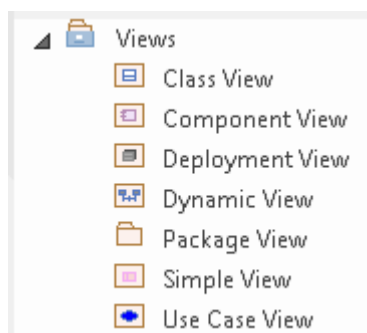 Views
Class View
Component View
Deployment View
Dynamic View
Package View
Simple View
Use Case View